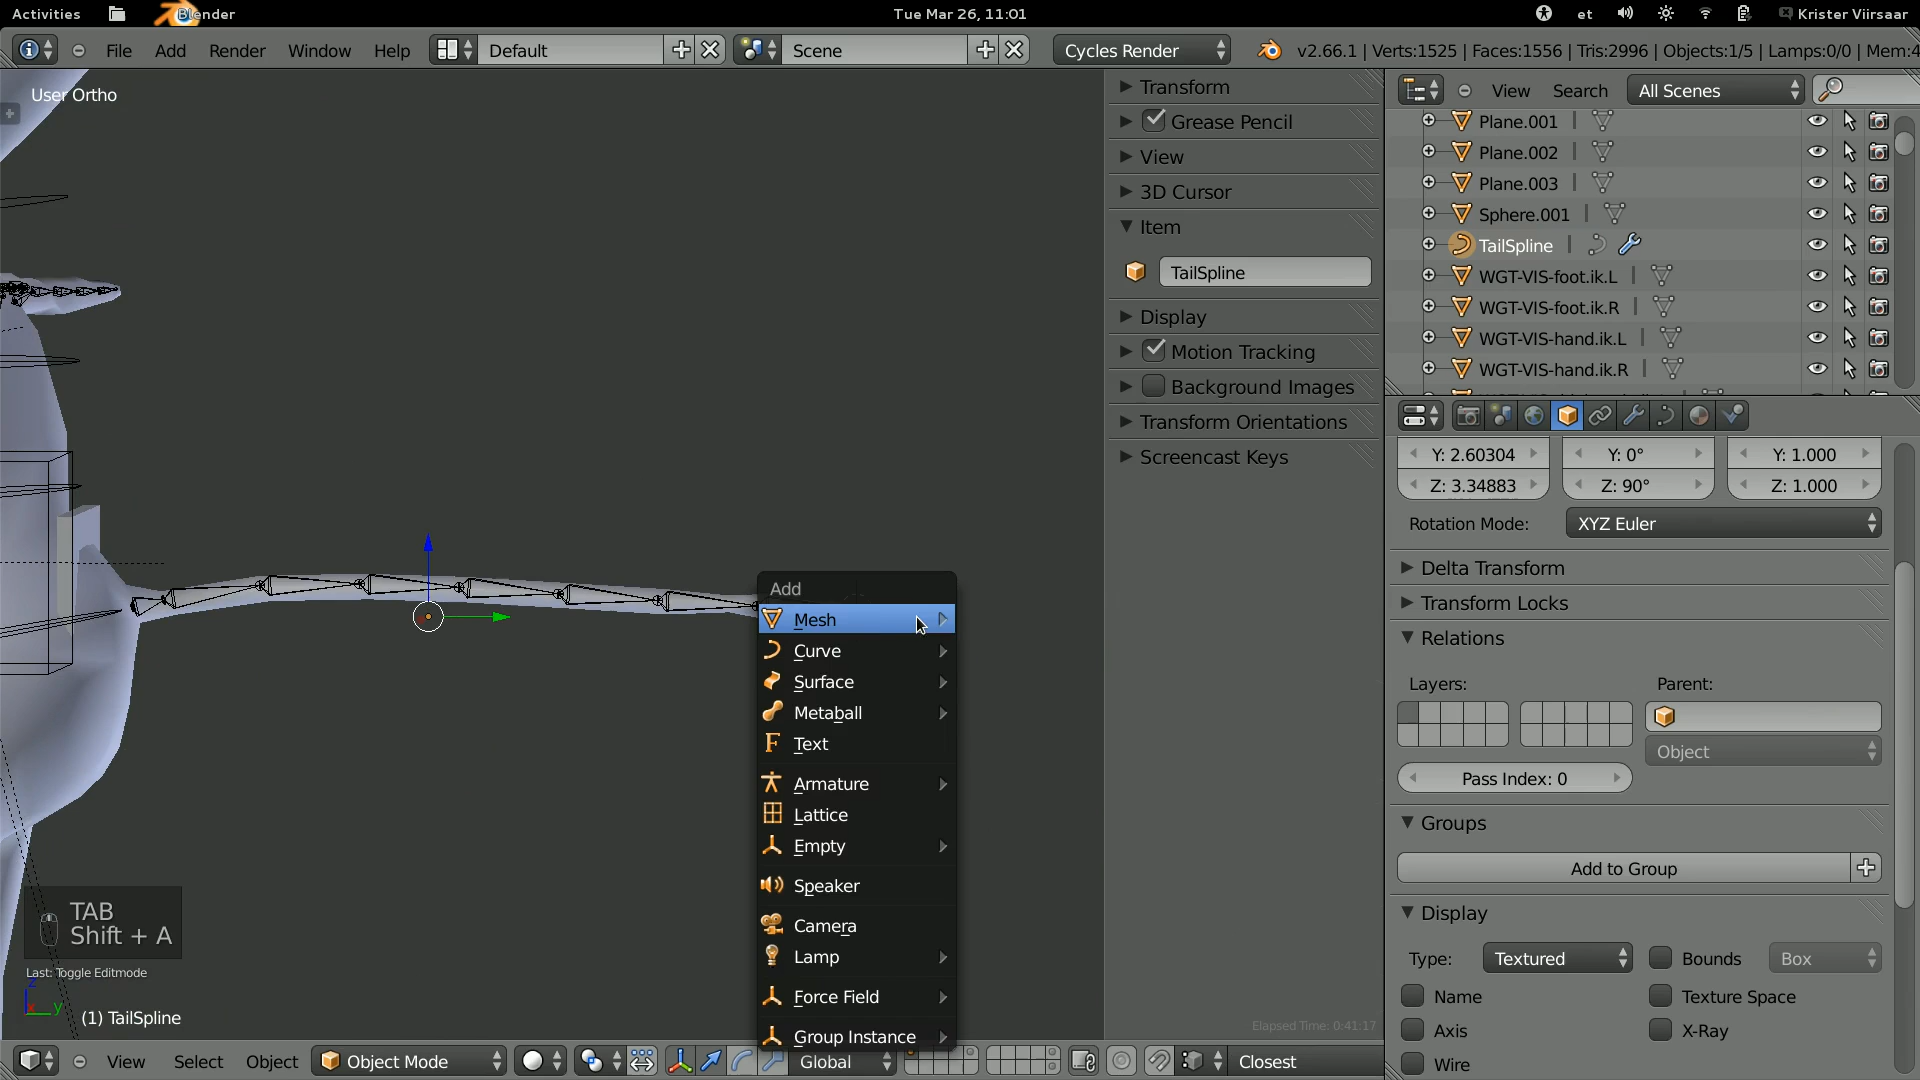 Activities Blender Tue Mar 26, 11:01 et Krister Viirsaar
File Add Render Window Help Default Scene Cycles Render v2.66.1 | Verts:1525 | Faces:1556 | Tris:2996 | Objects:1/5 | Lamps:0/0 | Mem:4
User Ortho
Transform
Grease Pencil
View
3D Cursor
Item
TailSpline
Display
Motion Tracking
Background Images
Transform Orientations
Screencast Keys
Elapsed Time: 0:41:17
View Search All Scenes
Plane.001
Plane.002
Plane.003
Sphere.001
TailSpline
WGT-VIS-foot.ik.L
WGT-VIS-foot.ik.R
WGT-VIS-hand.ik.L
WGT-VIS-hand.ik.R
Y: 2.60304 Y: 0° Y: 1.000
Z: 3.34883 Z: 90° Z: 1.000
Rotation Mode: XYZ Euler
Delta Transform
Transform Locks
Relations
Layers: Parent:
Object
Pass Index: 0
Groups
Add to Group
Display
Type: Textured Bounds Box
Name Texture Space
Axis X-Ray
Wire
Add
Mesh
Curve
Surface
Metaball
Text
Armature
Lattice
Empty
Speaker
Camera
Lamp
Force Field
Group Instance
TAB
Shift + A
Last: Toggle Editmode
z
x y
(1) TailSpline
View Select Object Object Mode Global Closest